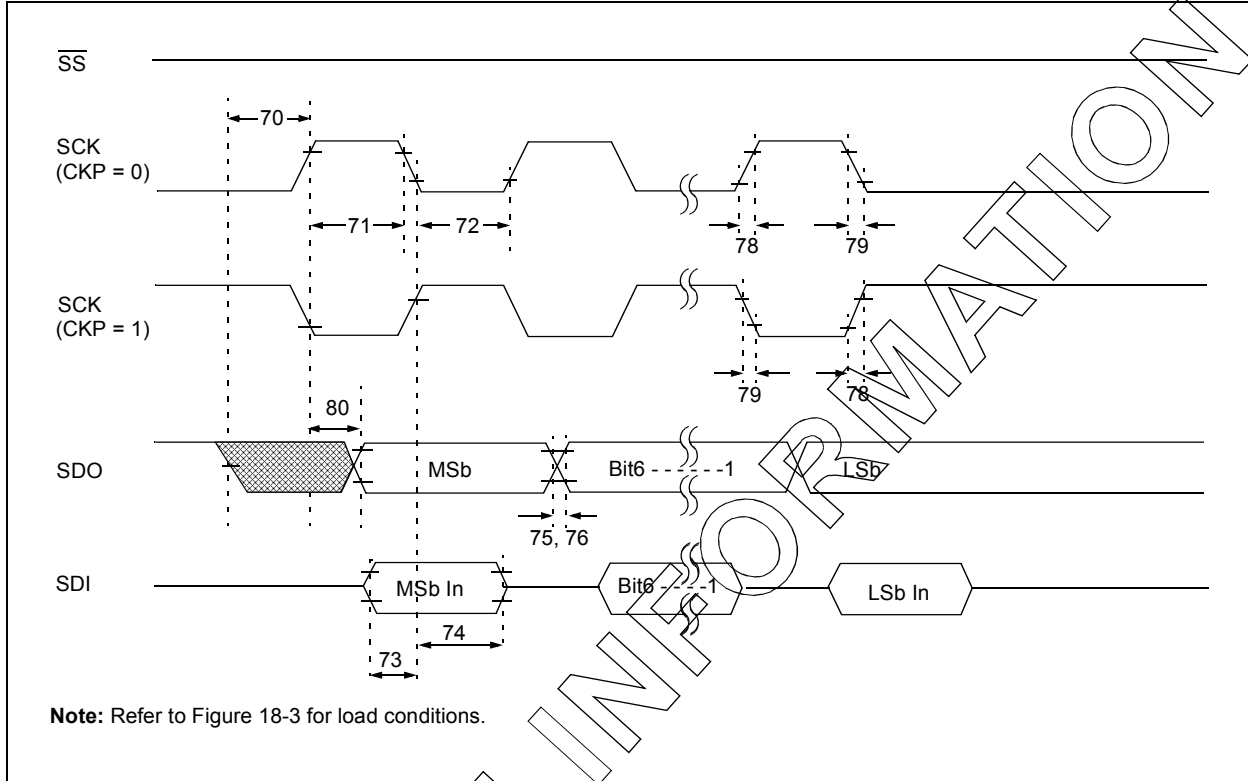 SS
70
SCK
(CKP = 0)
71
72
78
79
SCK
(CKP = 1)
79
78
80
SDO
MSb
Bit6 - - - - - -1
LSb
75, 76
SDI
MSb In
Bit6 - - - - -1
LSb In
74
73
Note: Refer to Figure 18-3 for load conditions.
INFORMATION